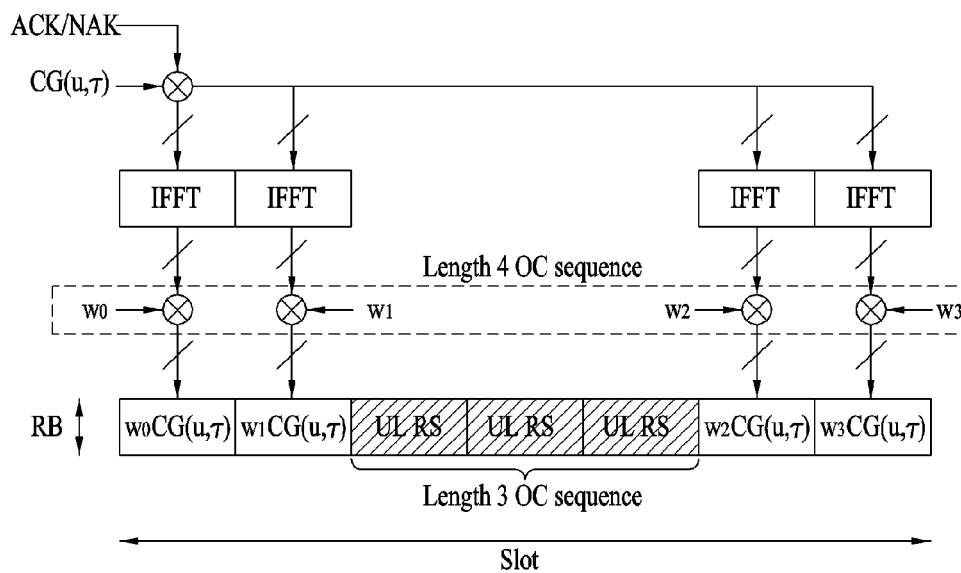 ACK/NAK
CG(u,τ)
IFFT IFFT IFFT IFFT
Length 4 OC sequence
w0 w1 w2 w3
RB w0CG(u,τ) w1CG(u,τ) UL RS UL RS UL RS w2CG(u,τ) w3CG(u,τ)
Length 3 OC sequence
Slot